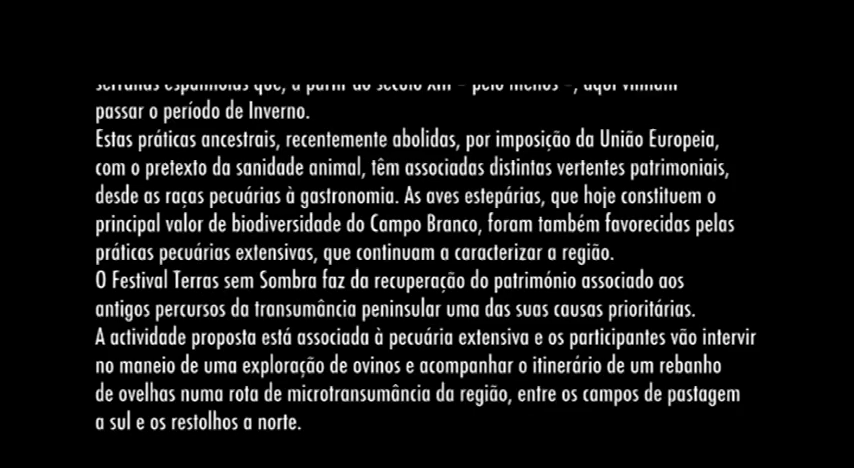 serranas espanholas que, a partir do século XIII – pelo menos –, aqui vinham
passar o período de Inverno.
Estas práticas ancestrais, recentemente abolidas, por imposição da União Europeia,
com o pretexto da sanidade animal, têm associadas distintas vertentes patrimoniais,
desde as raças pecuárias à gastronomia. As aves estepárias, que hoje constituem o
principal valor de biodiversidade do Campo Branco, foram também favorecidas pelas
práticas pecuárias extensivas, que continuam a caracterizar a região.
O Festival Terras sem Sombra faz da recuperação do património associado aos
antigos percursos da transumância peninsular uma das suas causas prioritárias.
A actividade proposta está associada à pecuária extensiva e os participantes vão intervir
no maneio de uma exploração de ovinos e acompanhar o itinerário de um rebanho
de ovelhas numa rota de microtransumância da região, entre os campos de pastagem
a sul e os restolhos a norte.